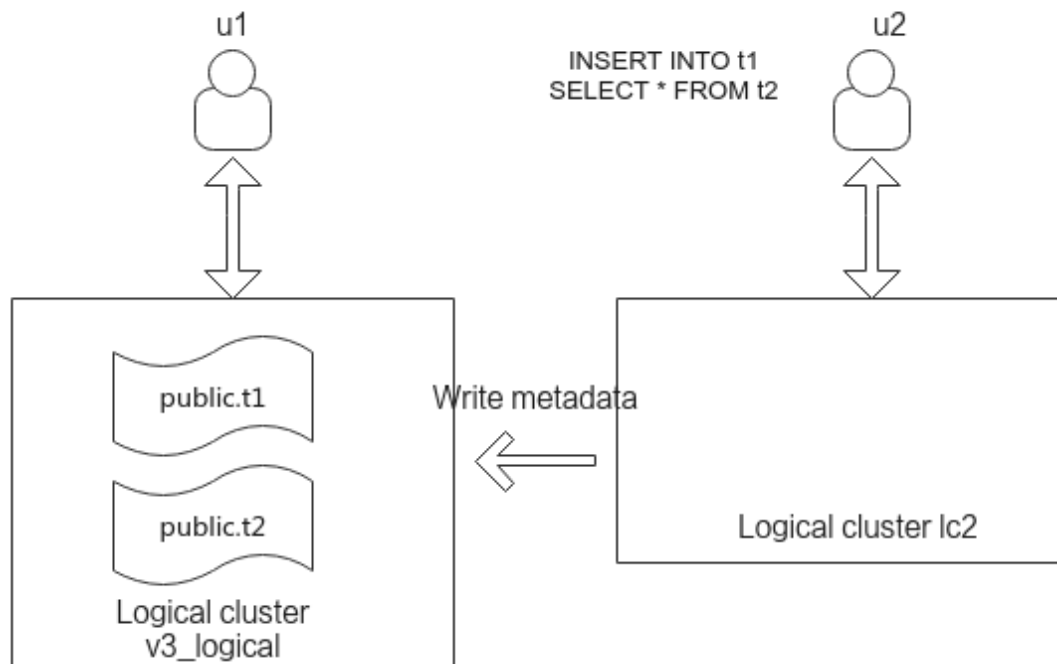 u1
u2
INSERT INTO t1
SELECT * FROM t2
public.t1
Write metadata
public.t2
Logical cluster lc2
Logical cluster
v3_logical